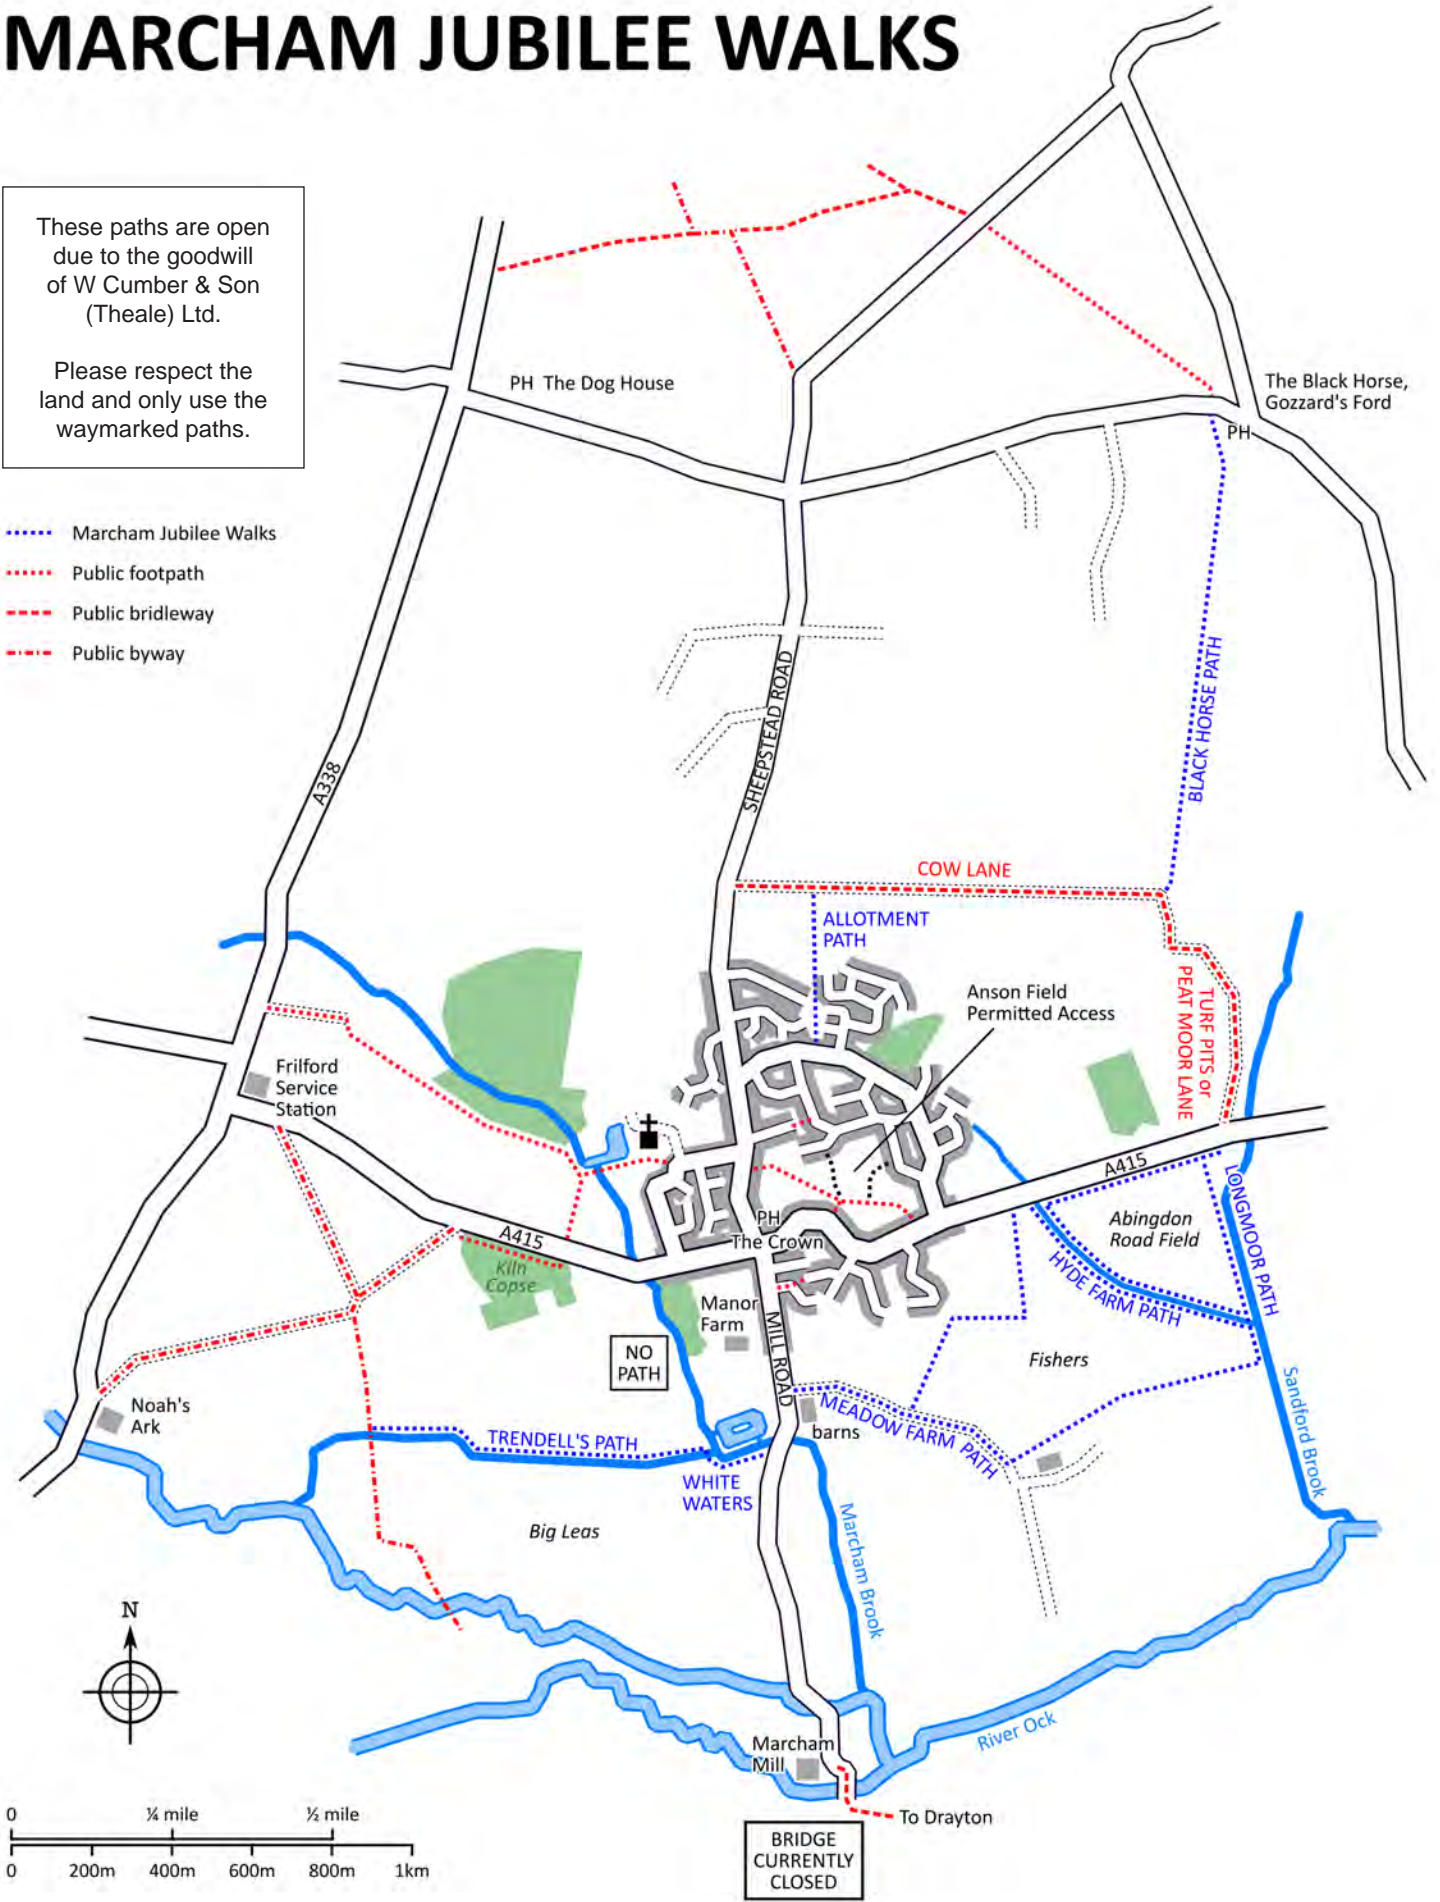 MARCHAM JUBILEE WALKS
These paths are open
due to the goodwill
of W Cumber & Son
(Theale) Ltd.
Please respect the
land and only use the
waymarked paths.
Marcham Jubilee Walks
Public footpath
Public bridleway
Public byway
PH The Dog House
The Black Horse,
Gozzard's Ford
PH
SHEEPSTEAD ROAD
BLACK HORSE PATH
A338
COW LANE
ALLOTMENT
PATH
TURF PITS or
PEAT MOOR LANE
Anson Field
Permitted Access
Frilford
Service
Station
A415
LONGMOOR PATH
Abingdon
Road Field
PH
The Crown
A415
Kiln
Copse
HYDE FARM PATH
Manor
Farm
MILL ROAD
NO
PATH
Fishers
Noah's
Ark
MEADOW FARM PATH
barns
Sandford Brook
TRENDELL'S PATH
WHITE
WATERS
Big Leas
Marcham Brook
N
River Ock
Marcham
Mill
To Drayton
BRIDGE
CURRENTLY
CLOSED
0 ¼ mile ½ mile
0 200m 400m 600m 800m 1km